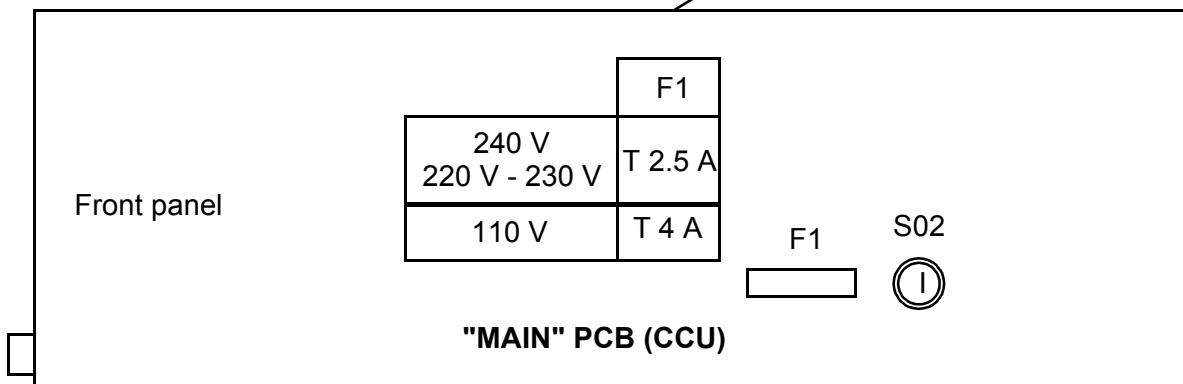 F1
240 V
220 V - 230 V
T 2.5 A
110 V
T 4 A
Front panel
F1
S02
I
"MAIN" PCB (CCU)